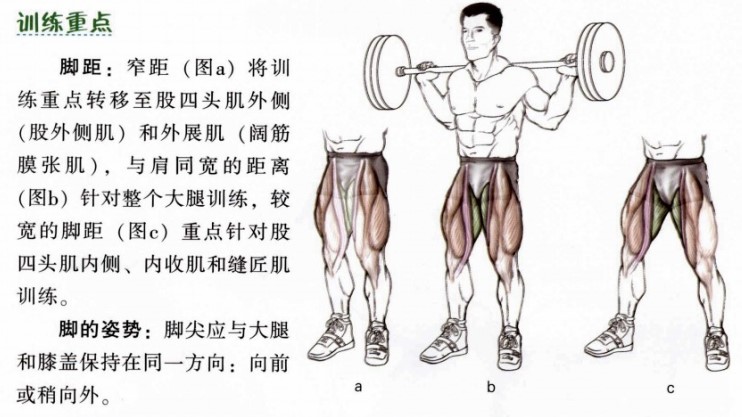 训练重点
脚距：窄距（图a）将训
练重点转移至股四头肌外侧
（股外侧肌）和外展肌（阔筋
膜张肌），与肩同宽的距离
（图b）针对整个大腿训练，较
宽的脚距（图c）重点针对股
四头肌内侧、内收肌和缝匠肌
训练。
脚的姿势：脚尖应与大腿
和膝盖保持在同一方向：向前
或稍向外。
a
b
c